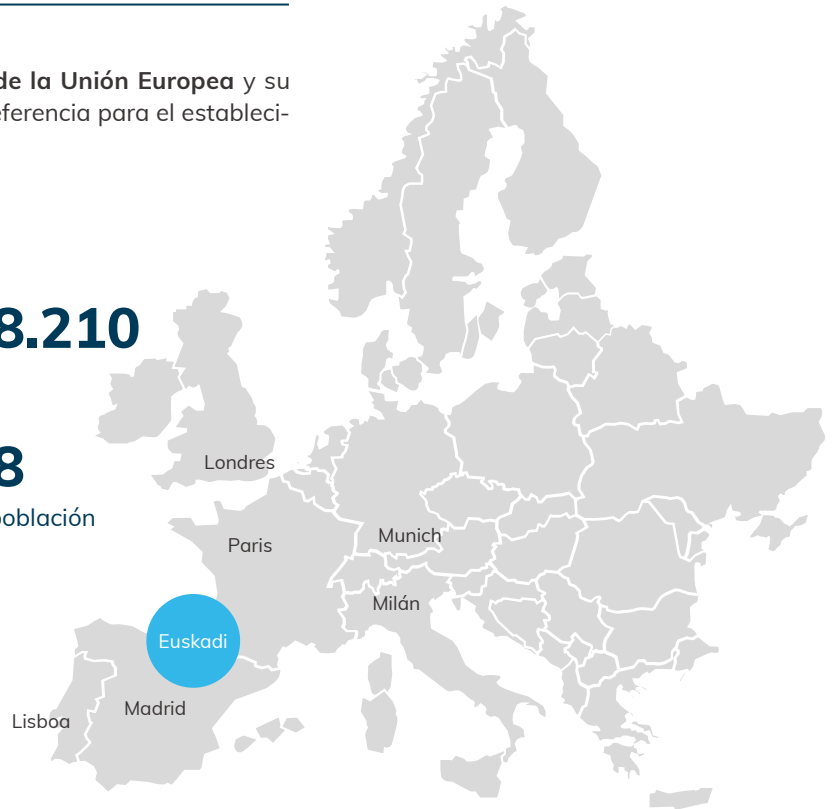 de la Unión Europea y su
eferencia para el estableci-
8.210
8
oblación
Londres
Paris
Munich
Milán
Euskadi
Madrid
Lisboa